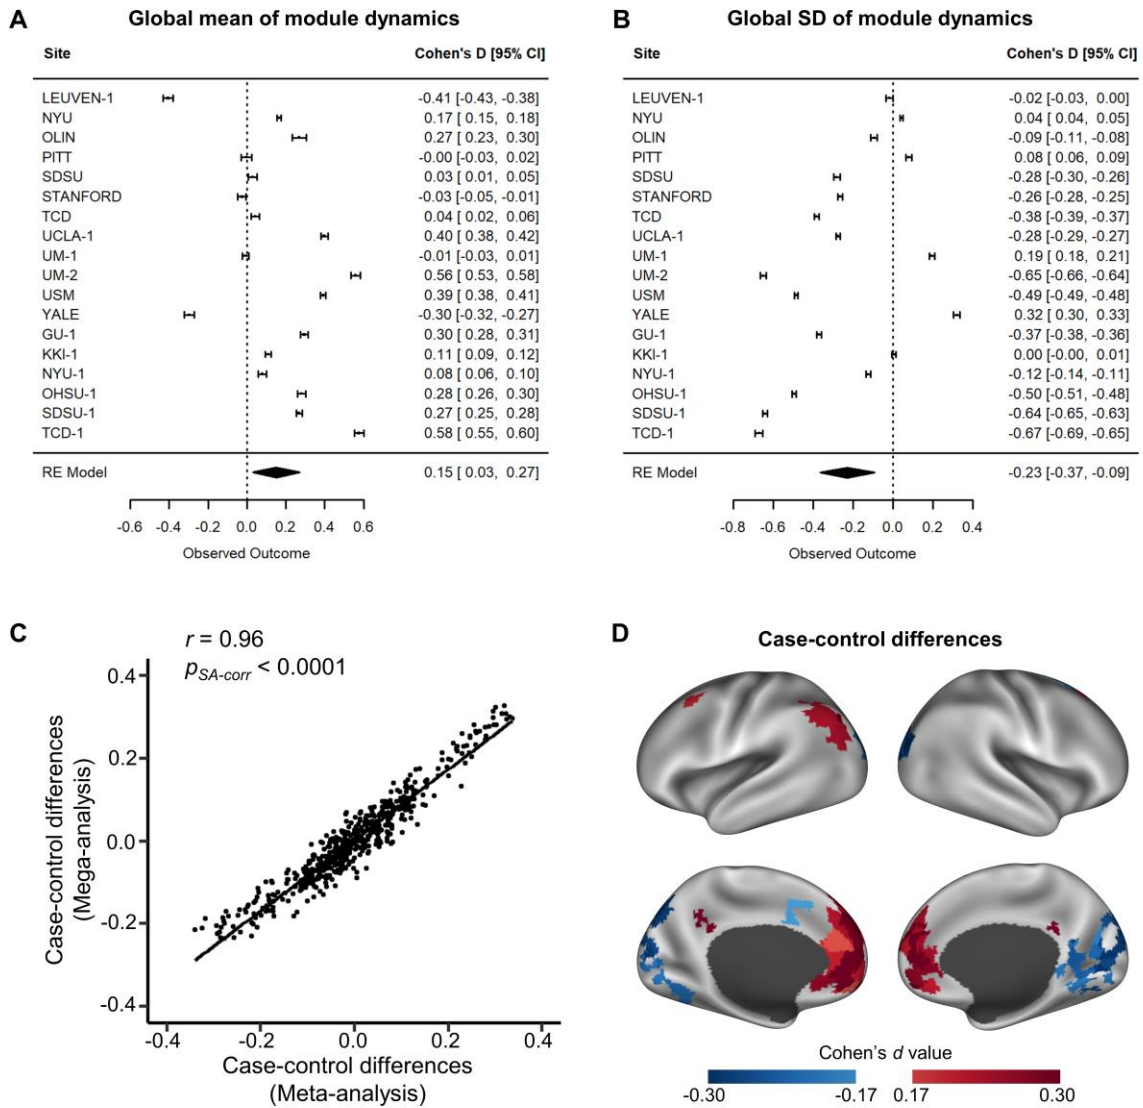 A Global mean of module dynamics
Site Cohen's D [95% CI]
LEUVEN-1 -0.41 [-0.43, -0.38]
NYU 0.17 [ 0.15, 0.18]
OLIN 0.27 [ 0.23, 0.30]
PITT -0.00 [-0.03, 0.02]
SDSU 0.03 [ 0.01, 0.05]
STANFORD -0.03 [-0.05, -0.01]
TCD 0.04 [ 0.02, 0.06]
UCLA-1 0.40 [ 0.38, 0.42]
UM-1 -0.01 [-0.03, 0.01]
UM-2 0.56 [ 0.53, 0.58]
USM 0.39 [ 0.38, 0.41]
YALE -0.30 [-0.32, -0.27]
GU-1 0.30 [ 0.28, 0.31]
KKI-1 0.11 [ 0.09, 0.12]
NYU-1 0.08 [ 0.06, 0.10]
OHSU-1 0.28 [ 0.26, 0.30]
SDSU-1 0.27 [ 0.25, 0.28]
TCD-1 0.58 [ 0.55, 0.60]
RE Model 0.15 [ 0.03, 0.27]
-0.6 -0.4 -0.2 0.0 0.2 0.4 0.6
Observed Outcome
B Global SD of module dynamics
Site Cohen's D [95% CI]
LEUVEN-1 -0.02 [-0.03, 0.00]
NYU 0.04 [ 0.04, 0.05]
OLIN -0.09 [-0.11, -0.08]
PITT 0.08 [ 0.06, 0.09]
SDSU -0.28 [-0.30, -0.26]
STANFORD -0.26 [-0.28, -0.25]
TCD -0.38 [-0.39, -0.37]
UCLA-1 -0.28 [-0.29, -0.27]
UM-1 0.19 [ 0.18, 0.21]
UM-2 -0.65 [-0.66, -0.64]
USM -0.49 [-0.49, -0.48]
YALE 0.32 [ 0.30, 0.33]
GU-1 -0.37 [-0.38, -0.36]
KKI-1 0.00 [-0.00, 0.01]
NYU-1 -0.12 [-0.14, -0.11]
OHSU-1 -0.50 [-0.51, -0.48]
SDSU-1 -0.64 [-0.65, -0.63]
TCD-1 -0.67 [-0.69, -0.65]
RE Model -0.23 [-0.37, -0.09]
-0.8 -0.6 -0.4 -0.2 0.0 0.2 0.4
Observed Outcome
C
r = 0.96
pSA-corr < 0.0001
0.4
0.2
0.0
-0.2
-0.4
Case-control differences
(Mega-analysis)
-0.4 -0.2 0.0 0.2 0.4
Case-control differences
(Meta-analysis)
D Case-control differences
Cohen's d value
-0.30 -0.17 0.17 0.30